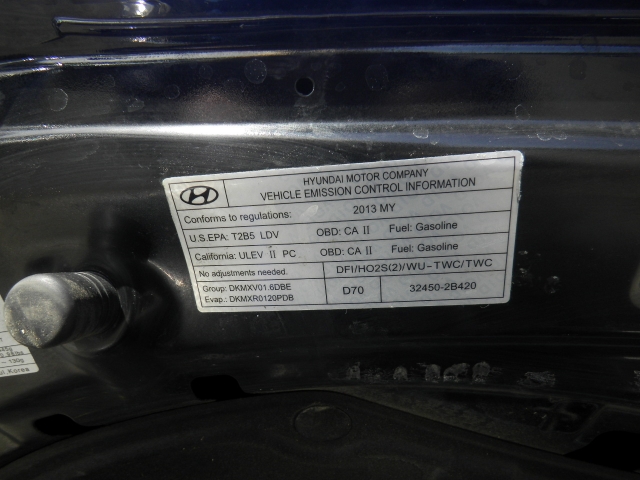 HYUNDAI MOTOR COMPANY
VEHICLE EMISSION CONTROL INFORMATION
Conforms to regulations: 2013 MY
U.S.EPA: T2B5 LDV OBD: CA II Fuel: Gasoline
California: ULEV II PC OBD: CA II Fuel: Gasoline
No adjustments needed. DFI/HO2S(2)/WU-TWC/TWC
Group: DKMXV01.6DBE
Evap.: DKMXR0120PDB
D70 32450-2B420
~ 130g
Korea